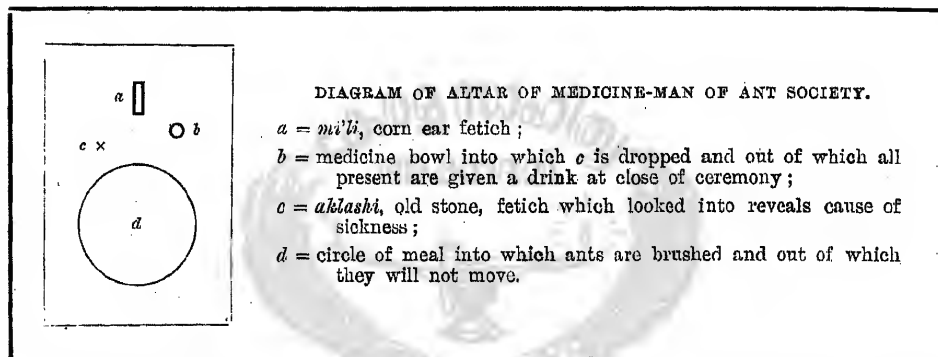 DIAGRAM OF ALTAR OF MEDICINE-MAN OF ANT SOCIETY.
a
b
c ×
d
a = mi'li, corn ear fetich ;
b = medicine bowl into which c is dropped and out of which all
present are given a drink at close of ceremony ;
c = aklashi, old stone, fetich which looked into reveals cause of
sickness ;
d = circle of meal into which ants are brushed and out of which
they will not move.